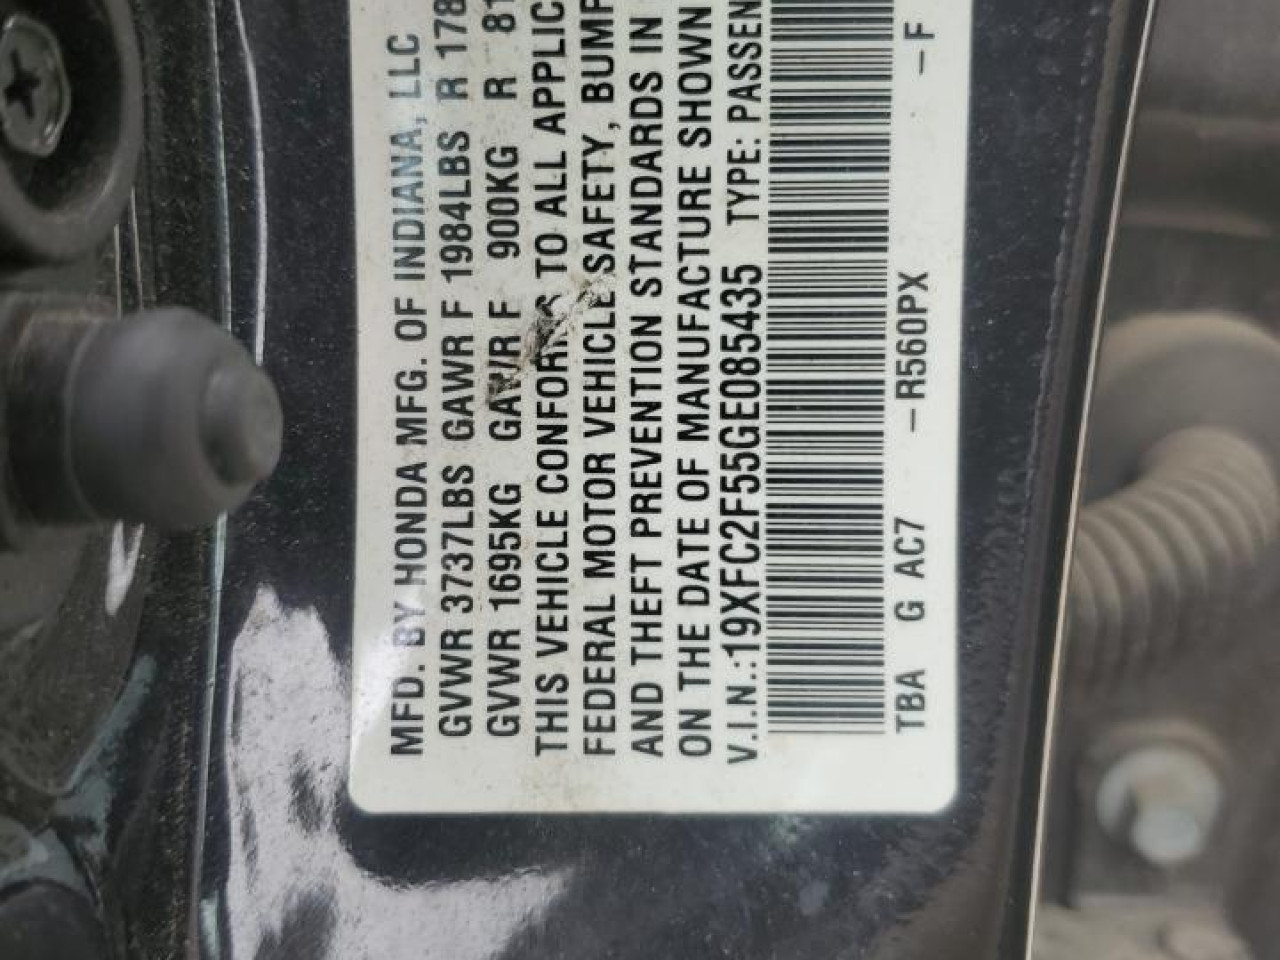 MFD. BY HONDA MFG. OF INDIANA, LLC
GVWR 3737LBS GAWR F 1984LBS R 178
GVWR 1695KG GAWR F 900KG R 81
THIS VEHICLE CONFORMS TO ALL APPLIC
FEDERAL MOTOR VEHICLE SAFETY, BUMP
AND THEFT PREVENTION STANDARDS IN
ON THE DATE OF MANUFACTURE SHOWN
V.I.N.:19XFC2F55GE085435 TYPE: PASSEN
TBA G AC7 -R560PX -F